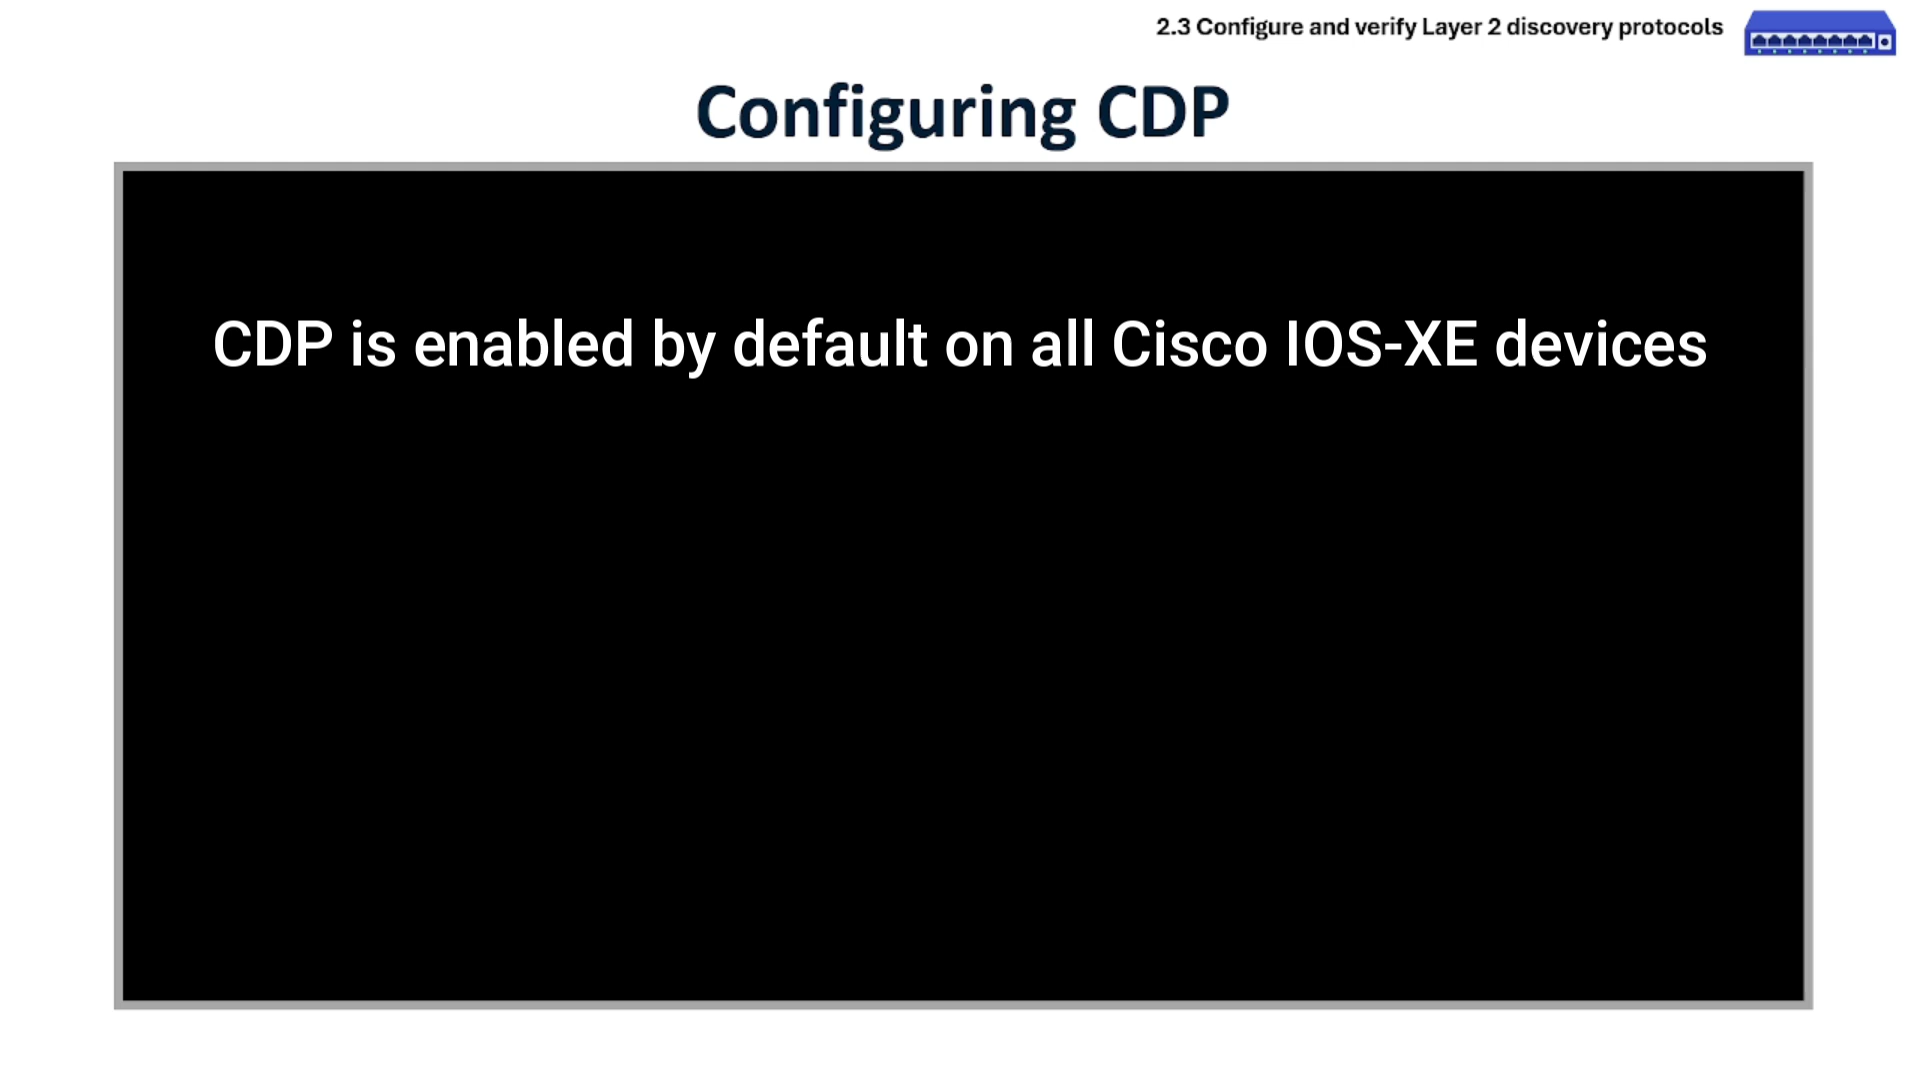 2.3 Configure and verify Layer 2 discovery protocols
Configuring CDP
CDP is enabled by default on all Cisco IOS-XE devices